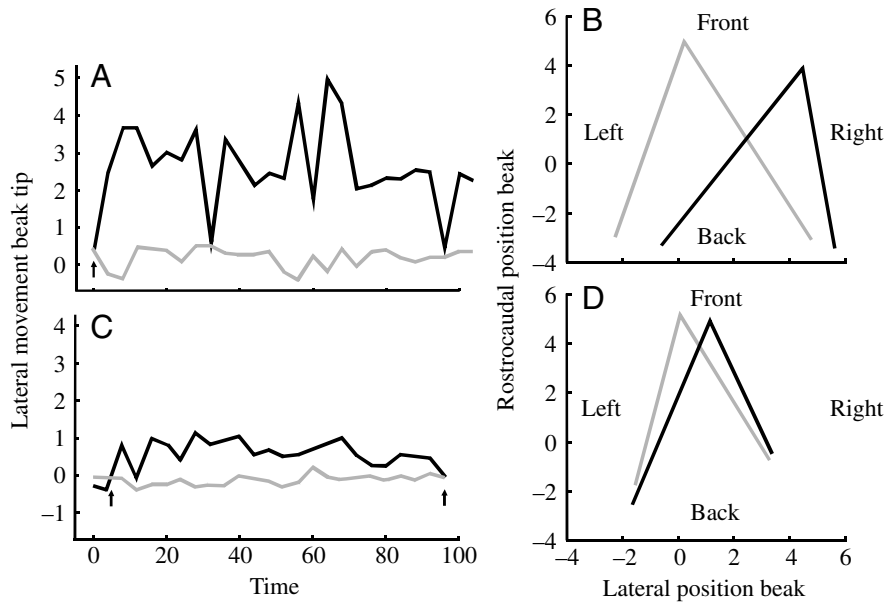 A
5
4
3
2
1
0
C
4
3
2
1
0
–1
0 20 40 60 80 100
Time
Lateral movement beak tip
B
6
4
2
0
–2
–4
Front
Left
Right
Back
D
6
4
2
0
–2
–4
Front
Left
Right
Back
–4 –2 0 2 4 6
Lateral position beak
Rostrocaudal position beak